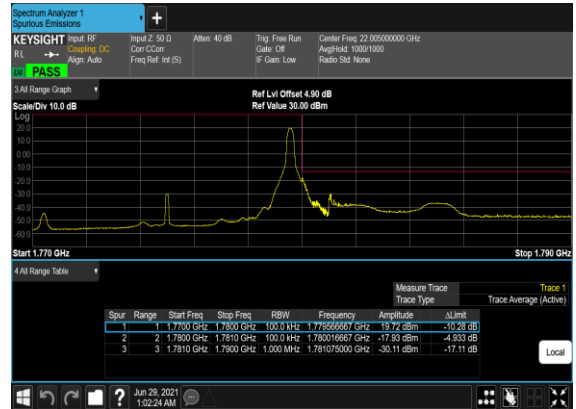 Spectrum Analyzer 1
Spurious Emissions
KEYSIGHT Input: RF Input Z: 50 Ω Atten: 40 dB Trig: Free Run Center Freq: 22.005000000 GHz
RL Coupling: DC Corr CCorr Gate: Off Avg|Hold: 1000/1000
Align: Auto Freq Ref: Int (S) IF Gain: Low Radio Std: None
LW PASS
3 All Range Graph Ref Lvl Offset 4.90 dB
Scale/Div 10.0 dB Ref Value 30.00 dBm
Log
20.0
10.0
0.00
-10.0
-20.0
-30.0
-40.0
-50.0
-60.0
Start 1.770 GHz Stop 1.790 GHz
4 All Range Table
Measure Trace Trace 1
Trace Type Trace Average (Active)
Spur Range Start Freq Stop Freq RBW Frequency Amplitude ΔLimit
1 1 1.7700 GHz 1.7800 GHz 100.0 kHz 1.779566667 GHz 19.72 dBm -10.28 dB
2 2 1.7800 GHz 1.7810 GHz 100.0 kHz 1.780016667 GHz -17.93 dBm -4.933 dB
3 3 1.7810 GHz 1.7900 GHz 1.000 MHz 1.781075000 GHz -30.11 dBm -17.11 dB
Local
? Jun 29, 2021
1:02:24 AM